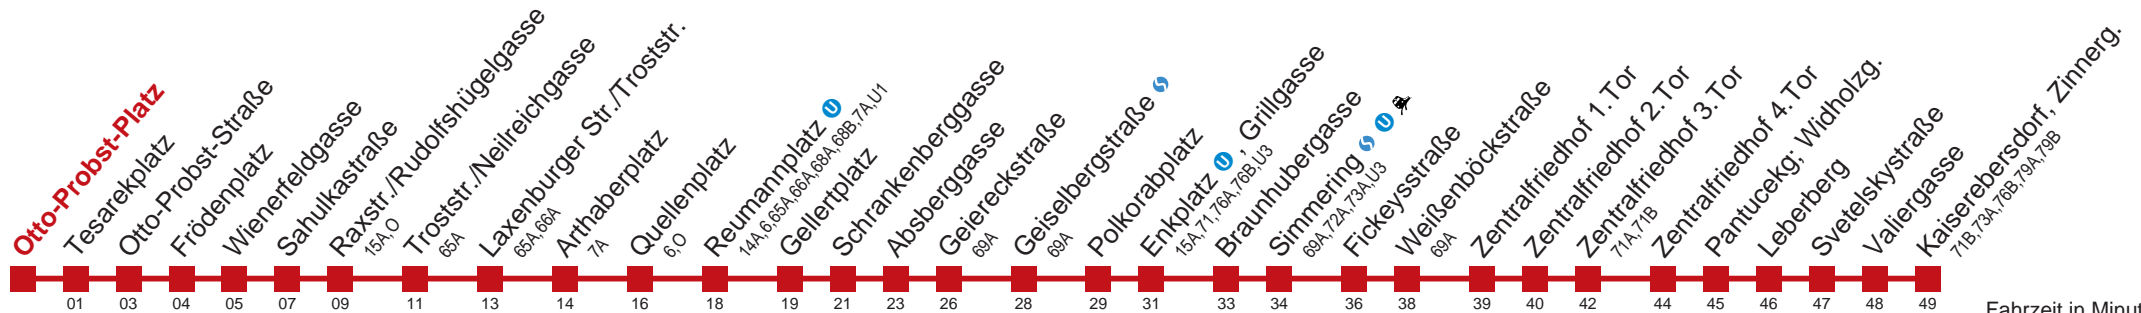 Otto-Probst-Platz
Tesarekplatz
Otto-Probst-Straße
Frödenplatz
Wienerfeldgasse
Sahulkastraße
Raxstr./Rudolfshügelgasse
15A,O
Troststr./Neilreichgasse
65A
Laxenburger Str./Troststr.
65A,66A
Arthaberplatz
7A
Quellenplatz
6,O
Reumannplatz U
14A,6,65A,66A,68A,68B,7A,U1
Gellertplatz
Schrankenberggasse
Absberggasse
Geiereckstraße
69A
Geiselbergstraße
69A
Polkorabplatz
Enkplatz U , Grillgasse
15A,71,76A,76B,U3
Braunhubergasse
Simmering U
69A,72A,73A,U3
Fickeysstraße
Weißenböckstraße
69A
Zentralfriedhof 1.Tor
Zentralfriedhof 2.Tor
Zentralfriedhof 3.Tor
71A,71B
Zentralfriedhof 4.Tor
Pantucekg; Widholzg.
Leberberg
Svetelskystraße
Valiergasse
Kaiserebersdorf, Zinnerg.
71B,73A,76B,79A,79B
01 03 04 05 07 09 11 13 14 16 18 19 21 23 26 28 29 31 33 34 36 38 39 40 42 44 45 46 47 48 49
Fahrzeit in Minut